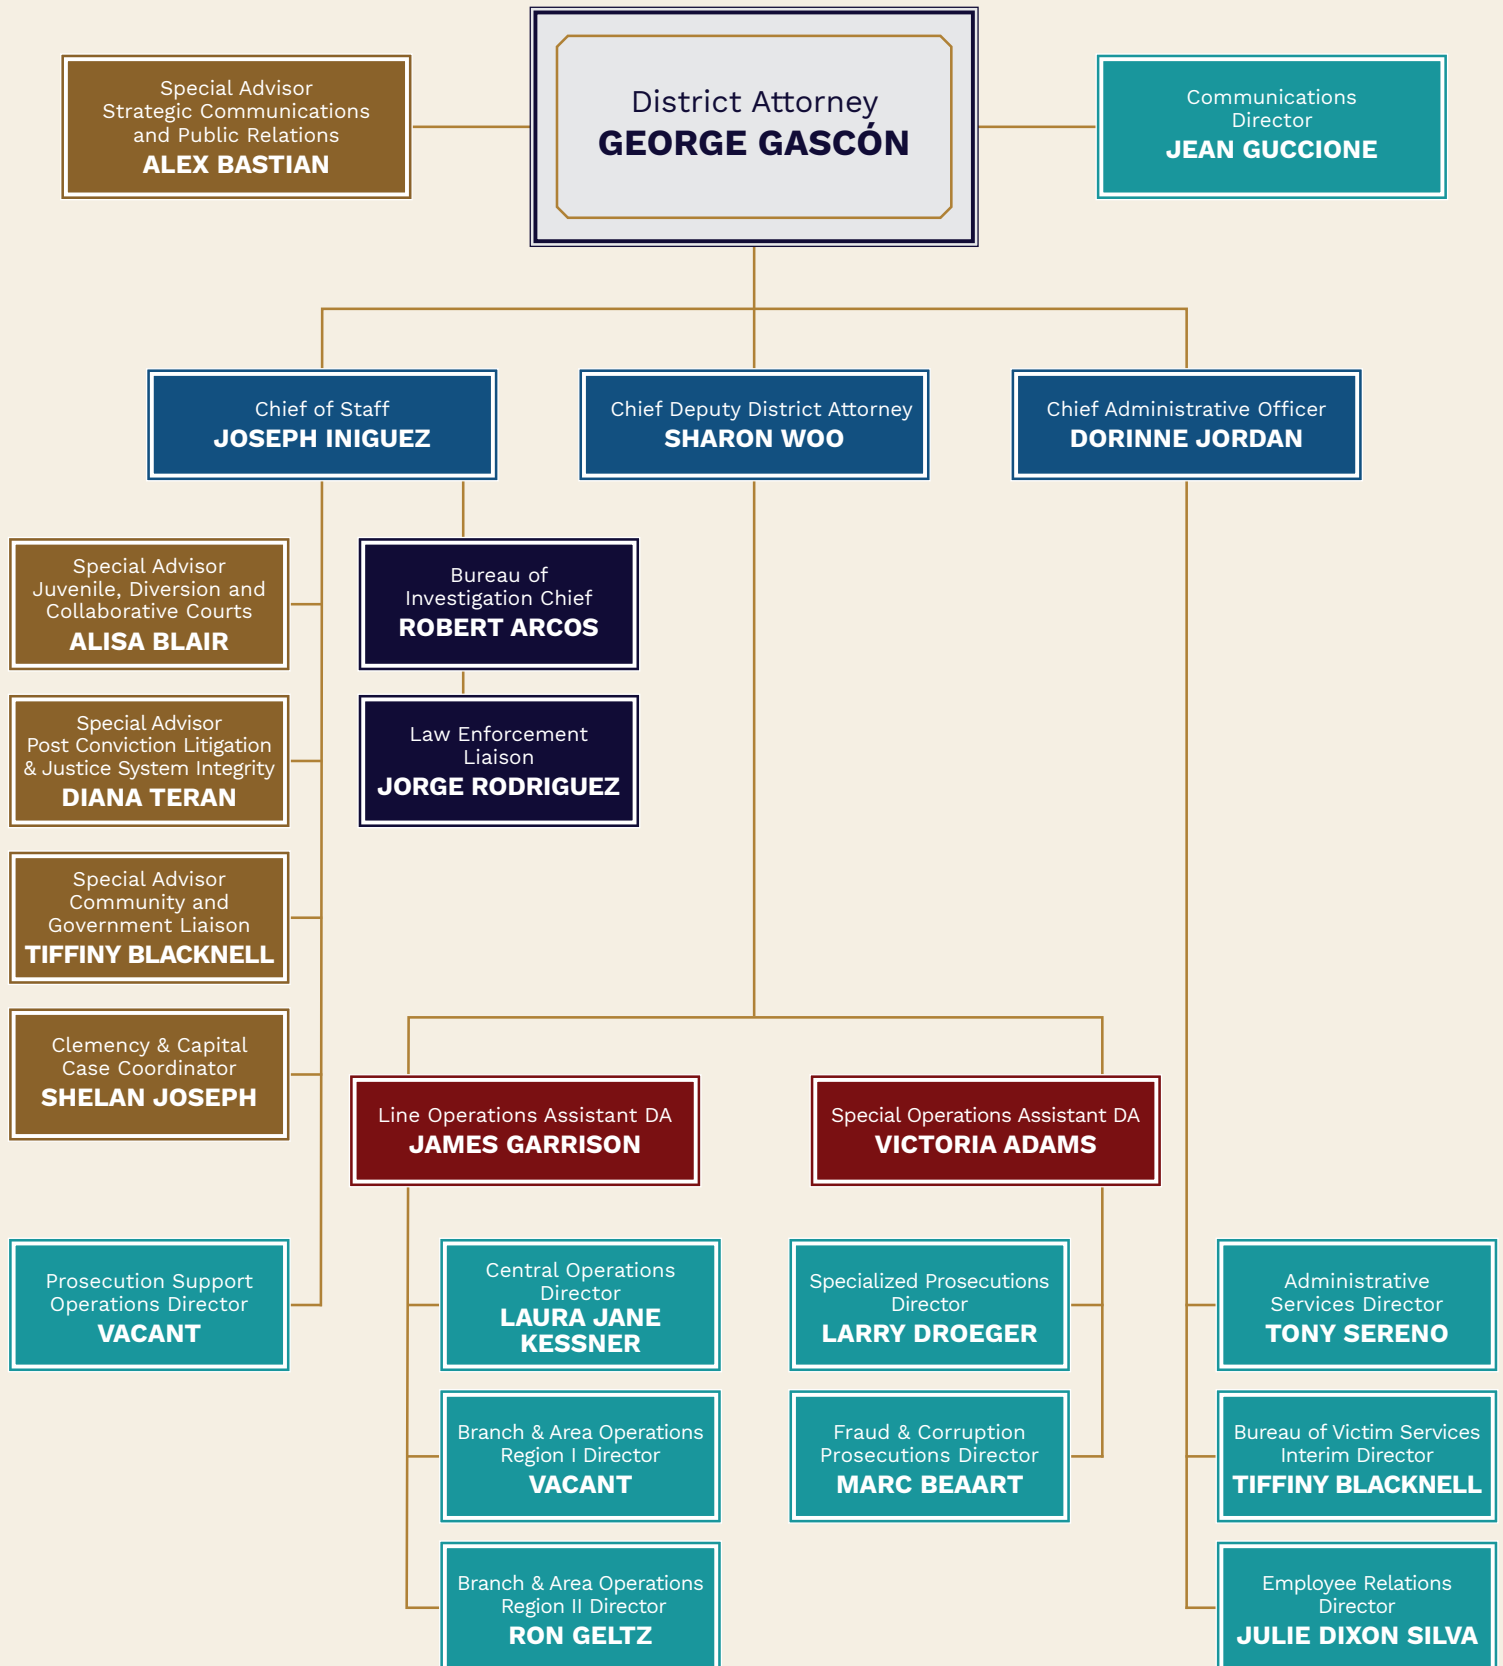 Special Advisor
Strategic Communications
and Public Relations
ALEX BASTIAN
District Attorney
GEORGE GASCÓN
Communications
Director
JEAN GUCCIONE
Chief of Staff
JOSEPH INIGUEZ
Chief Deputy District Attorney
SHARON WOO
Chief Administrative Officer
DORINNE JORDAN
Special Advisor
Juvenile, Diversion and
Collaborative Courts
ALISA BLAIR
Bureau of
Investigation Chief
ROBERT ARCOS
Special Advisor
Post Conviction Litigation
& Justice System Integrity
DIANA TERAN
Law Enforcement
Liaison
JORGE RODRIGUEZ
Special Advisor
Community and
Government Liaison
TIFFINY BLACKNELL
Clemency & Capital
Case Coordinator
SHELAN JOSEPH
Line Operations Assistant DA
JAMES GARRISON
Special Operations Assistant DA
VICTORIA ADAMS
Prosecution Support
Operations Director
VACANT
Central Operations
Director
LAURA JANE
KESSNER
Specialized Prosecutions
Director
LARRY DROEGER
Administrative
Services Director
TONY SERENO
Branch & Area Operations
Region I Director
VACANT
Fraud & Corruption
Prosecutions Director
MARC BEAART
Bureau of Victim Services
Interim Director
TIFFINY BLACKNELL
Branch & Area Operations
Region II Director
RON GELTZ
Employee Relations
Director
JULIE DIXON SILVA